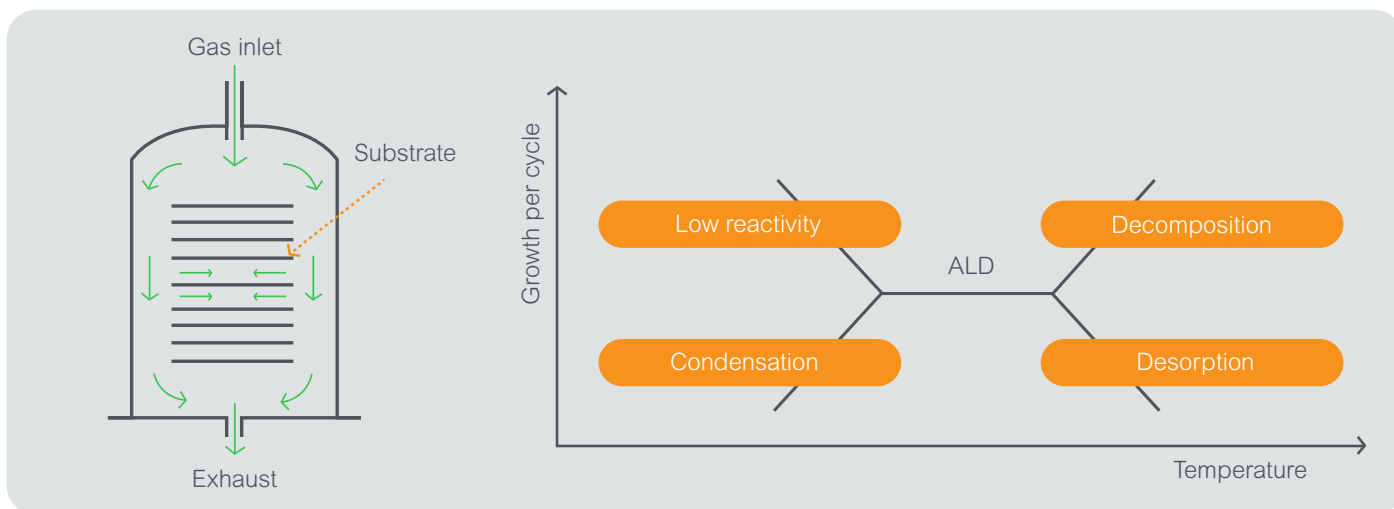 Gas inlet
Substrate
Exhaust
Growth per cycle
Low reactivity
Decomposition
ALD
Condensation
Desorption
Temperature